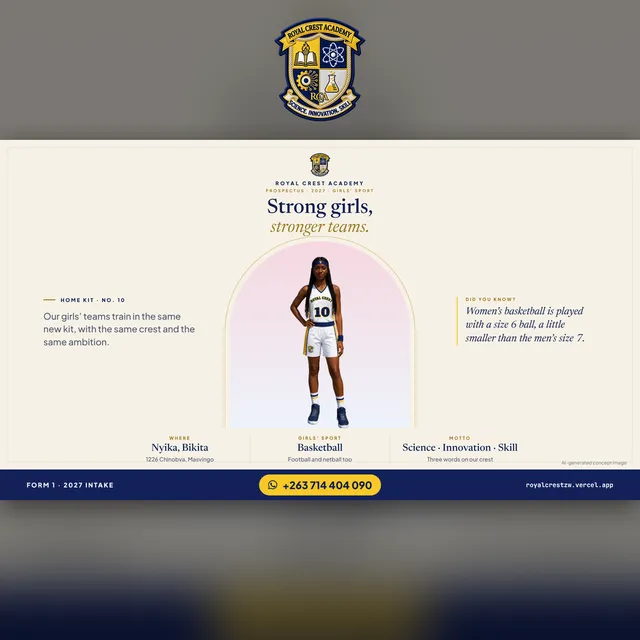 ROYAL CREST ACADEMY
RCA
SCIENCE, INNOVATION, SKILL
ROYAL CREST ACADEMY
PROSPECTUS · 2027 · GIRLS' SPORT
Strong girls,
stronger teams.
HOME KIT · NO. 10
Our girls' teams train in the same
new kit, with the same crest and the
same ambition.
ROYAL CREST
10
DID YOU KNOW?
Women's basketball is played
with a size 6 ball, a little
smaller than the men's size 7.
WHERE
Nyika, Bikita
1226 Chinobva, Masvingo
GIRLS' SPORT
Basketball
Football and netball too
MOTTO
Science · Innovation · Skill
Three words on our crest
AI-generated concept image
FORM 1 · 2027 INTAKE
+263 714 404 090
royalcrestzw.vercel.app